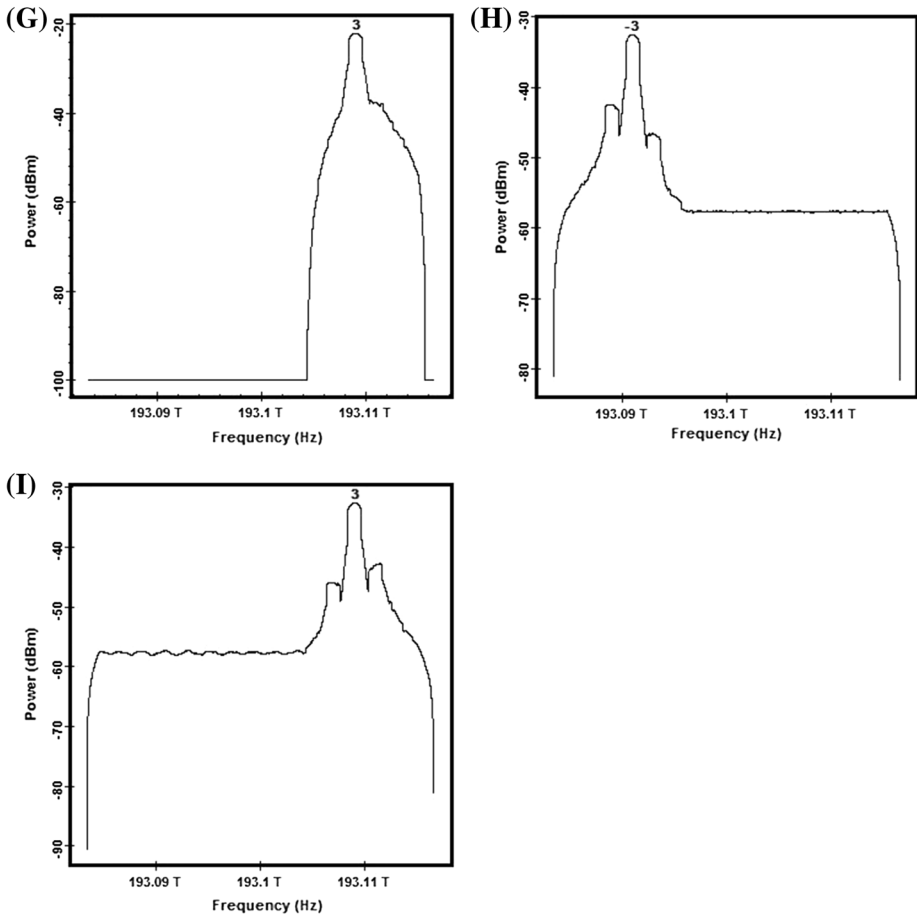 (G)
3
-20
-40
-60
-80
-100
Power (dBm)
193.09 T
193.1 T
193.11 T
Frequency (Hz)
(H)
-3
-30
-40
-50
-60
-70
-80
Power (dBm)
193.09 T
193.1 T
193.11 T
Frequency (Hz)
(I)
3
-30
-40
-50
-60
-70
-80
-90
Power (dBm)
193.09 T
193.1 T
193.11 T
Frequency (Hz)